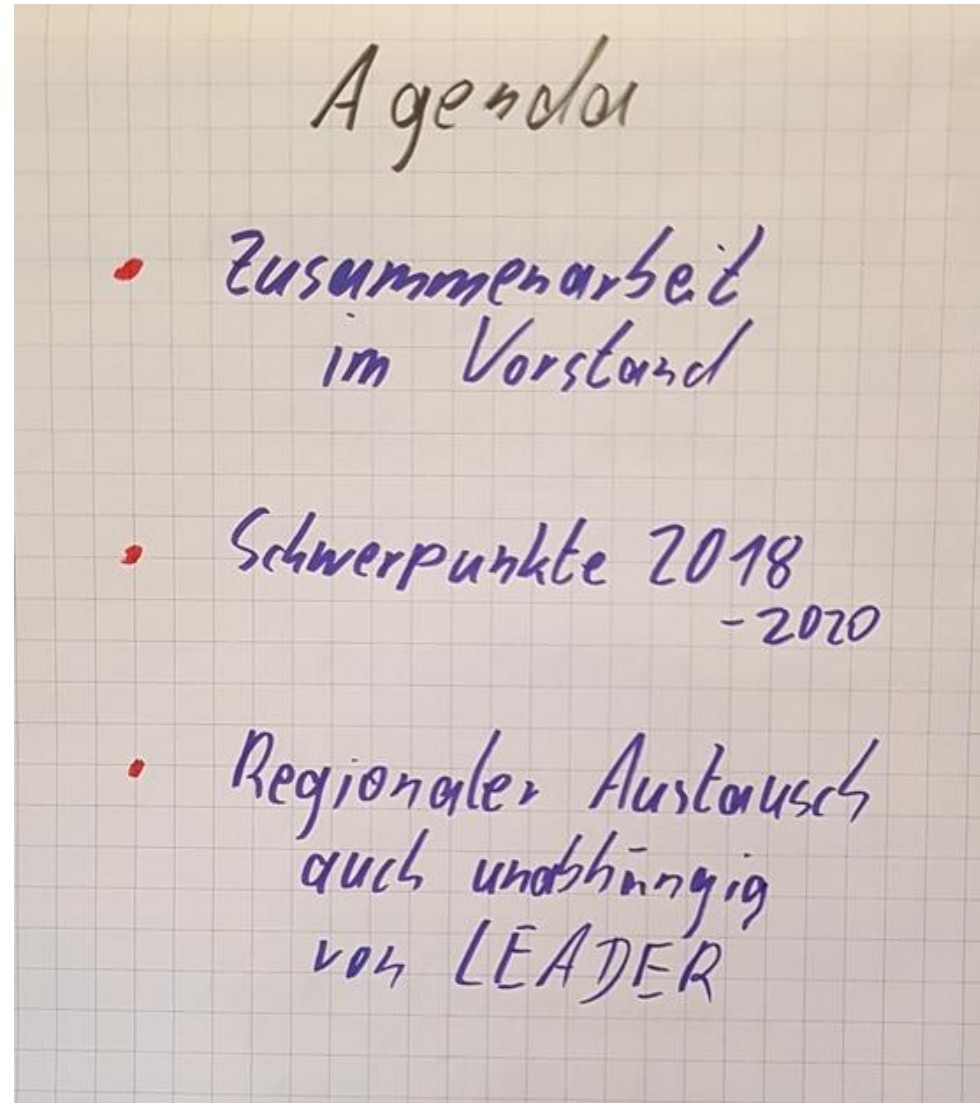 Agenda
• Zusammenarbeit
im Vorstand
• Schwerpunkte 2018
- 2020
• Regionaler Austausch
auch unabhängig
von LEADER